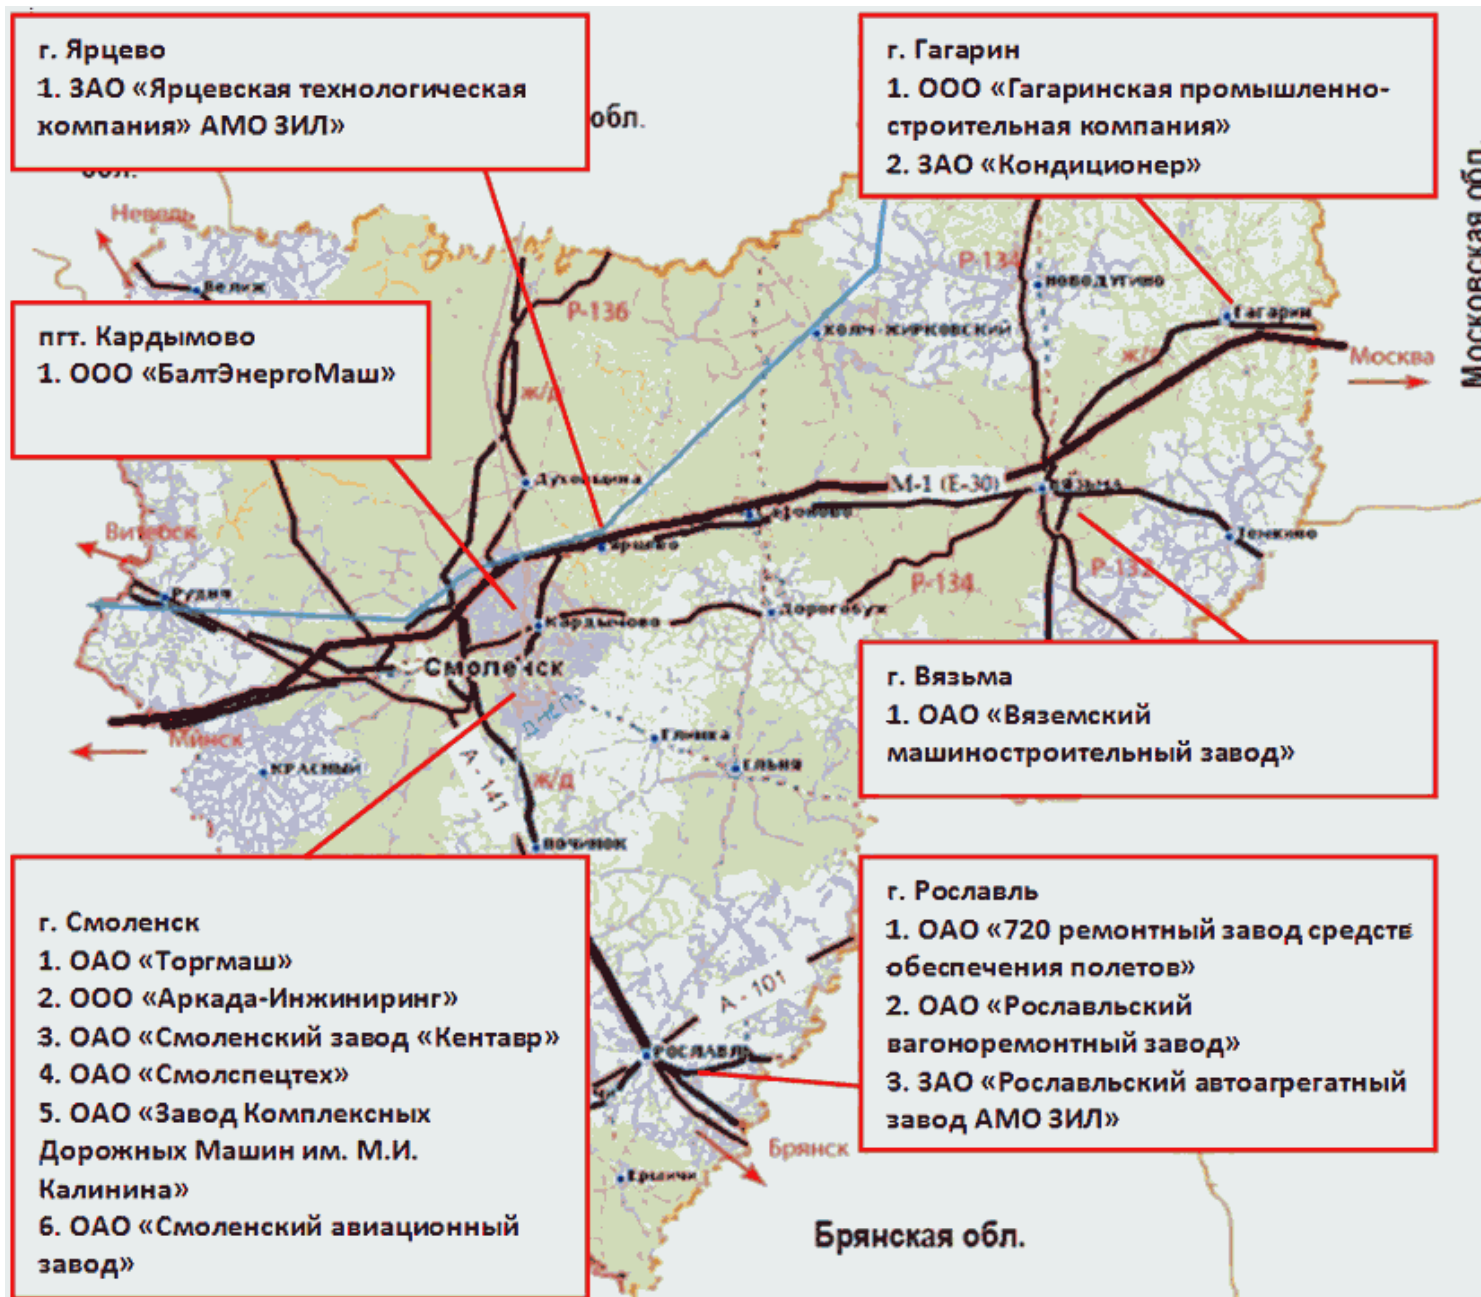 г. Ярцево
1. ЗАО «Ярцевская технологическая
компания» АМО ЗИЛ»
обл.
обл.
г. Гагарин
1. ООО «Гагаринская промышленно-
строительная компания»
2. ЗАО «Кондиционер»
Московская обл.
Невель
Велиж
Р-136
Р-134
НОВОДУГИНО
ХОЛМ-ЖИРКОВСКИЙ
Гагарин
ж/д
Москва
пгт. Кардымово
1. ООО «БалтЭнергоМаш»
ж/д
Духовщина
М-1 (Е-30)
ВЯЗЬМА
Сафоново
Ярцево
Витебск
Темкино
Р-134
Р-132
Рудня
Кардымово
Дорогобуж
Смоленск
г. Вязьма
1. ОАО «Вяземский
машиностроительный завод»
ДНЕПР
Минск
Глинка
ЕЛЬНЯ
КРАСНЫЙ
А - 141
ж/д
ПОЧИНОК
г. Смоленск
1. ОАО «Торгмаш»
2. ООО «Аркада-Инжиниринг»
3. ОАО «Смоленский завод «Кентавр»
4. ОАО «Смолспецтех»
5. ОАО «Завод Комплексных
Дорожных Машин им. М.И.
Калинина»
6. ОАО «Смоленский авиационный
завод»
г. Рославль
1. ОАО «720 ремонтный завод средств
обеспечения полетов»
2. ОАО «Рославльский
вагоноремонтный завод»
3. ЗАО «Рославльский автоагрегатный
завод АМО ЗИЛ»
А - 101
РОСЛАВЛЬ
Брянск
Ершичи
Брянская обл.